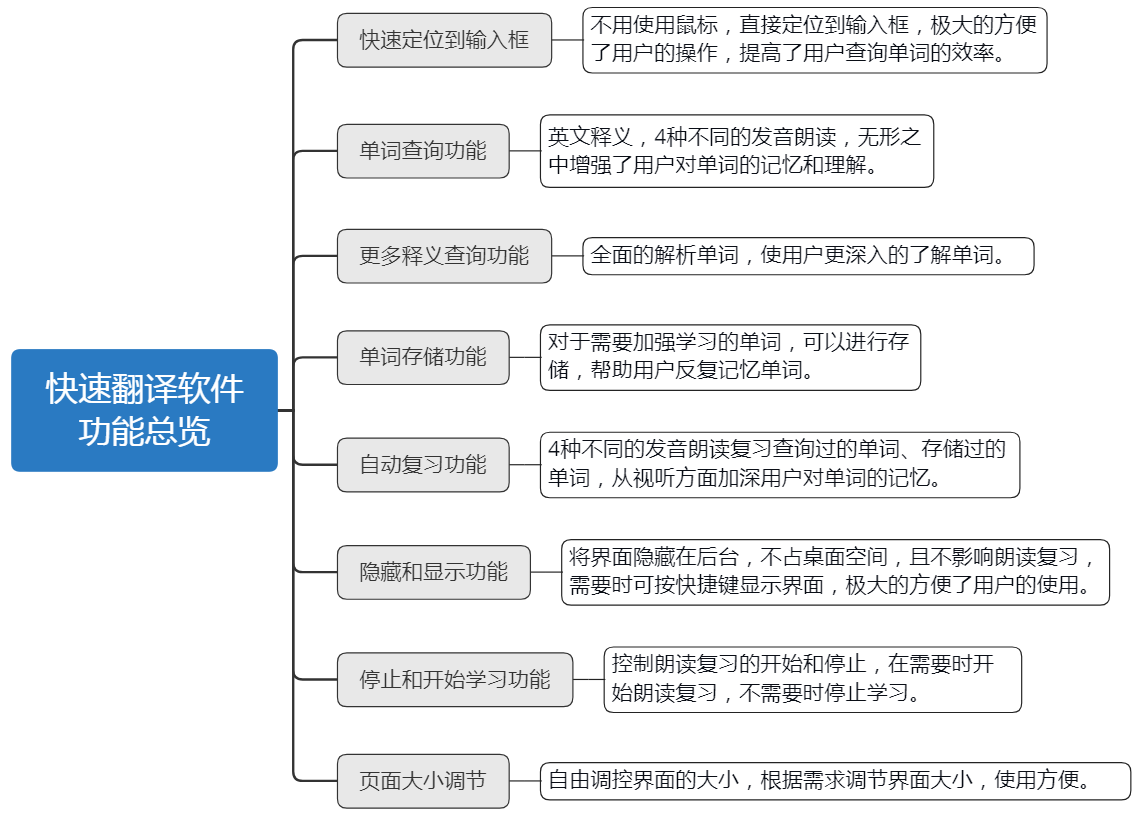 快速定位到输入框
不用使用鼠标，直接定位到输入框，极大的方便
了用户的操作，提高了用户查询单词的效率。
单词查询功能
英文释义，4种不同的发音朗读，无形之
中增强了用户对单词的记忆和理解。
更多释义查询功能
全面的解析单词，使用户更深入的了解单词。
单词存储功能
对于需要加强学习的单词，可以进行存
储，帮助用户反复记忆单词。
快速翻译软件
功能总览
自动复习功能
4种不同的发音朗读复习查询过的单词、存储过的
单词，从视听方面加深用户对单词的记忆。
隐藏和显示功能
将界面隐藏在后台，不占桌面空间，且不影响朗读复习，
需要时可按快捷键显示界面，极大的方便了用户的使用。
停止和开始学习功能
控制朗读复习的开始和停止，在需要时开
始朗读复习，不需要时停止学习。
页面大小调节
自由调控界面的大小，根据需求调节界面大小，使用方便。